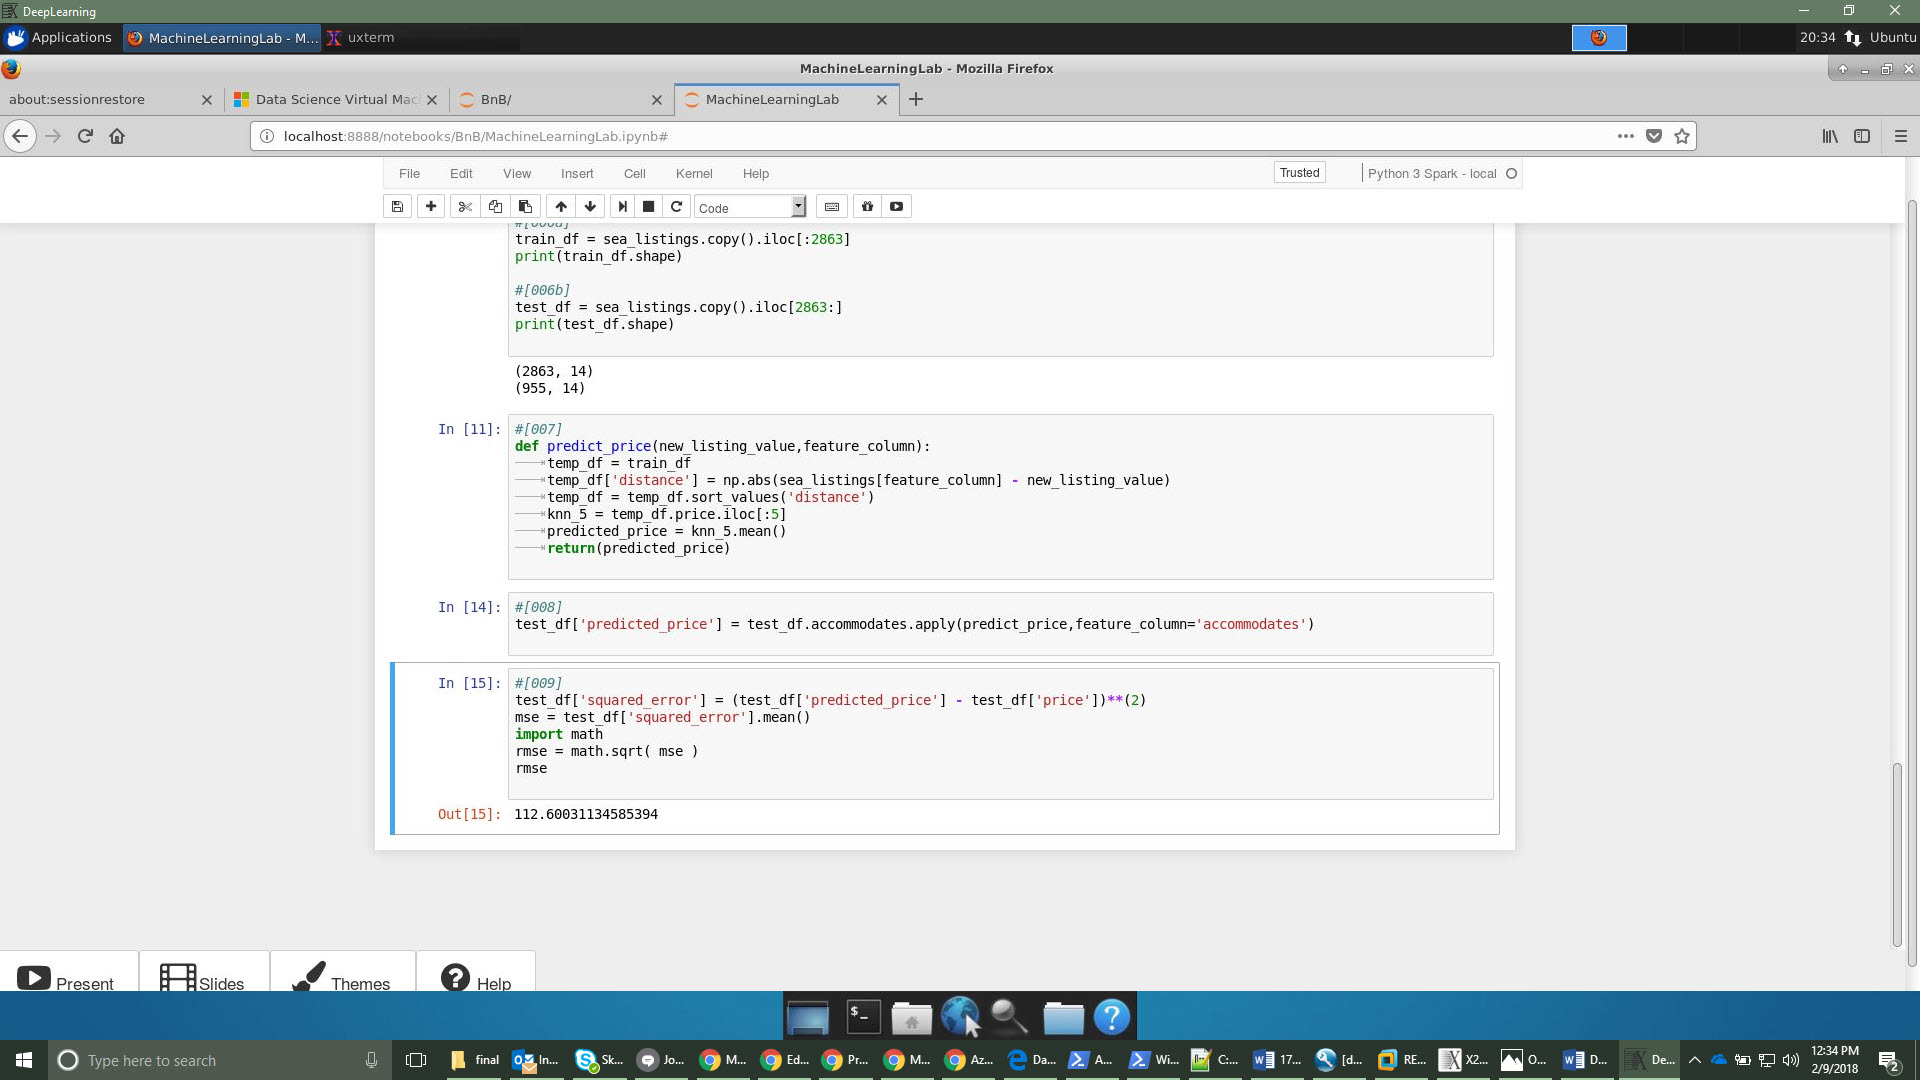 DeepLearning
Applications MachineLearningLab - M... uxterm 20:34 Ubuntu
MachineLearningLab - Mozilla Firefox
about:sessionrestore Data Science Virtual Mac BnB/ MachineLearningLab
localhost:8888/notebooks/BnB/MachineLearningLab.ipynb#
File Edit View Insert Cell Kernel Help Trusted Python 3 Spark - local
Code
#[006a]
train_df = sea_listings.copy().iloc[:2863]
print(train_df.shape)
#[006b]
test_df = sea_listings.copy().iloc[2863:]
print(test_df.shape)
(2863, 14)
(955, 14)
In [11]: #[007]
def predict_price(new_listing_value,feature_column):
temp_df = train_df
temp_df['distance'] = np.abs(sea_listings[feature_column] - new_listing_value)
temp_df = temp_df.sort_values('distance')
knn_5 = temp_df.price.iloc[:5]
predicted_price = knn_5.mean()
return(predicted_price)
In [14]: #[008]
test_df['predicted_price'] = test_df.accommodates.apply(predict_price,feature_column='accommodates')
In [15]: #[009]
test_df['squared_error'] = (test_df['predicted_price'] - test_df['price'])**(2)
mse = test_df['squared_error'].mean()
import math
rmse = math.sqrt( mse )
rmse
Out[15]: 112.60031134585394
Present Slides Themes Help
$_ ?
Type here to search final In... Sk... Jo... M... Ed... Pr... M... Az... Da... A... Wi... C:... 17... [d... RE... X2... O... D... De... 12:34 PM
2/9/2018 2